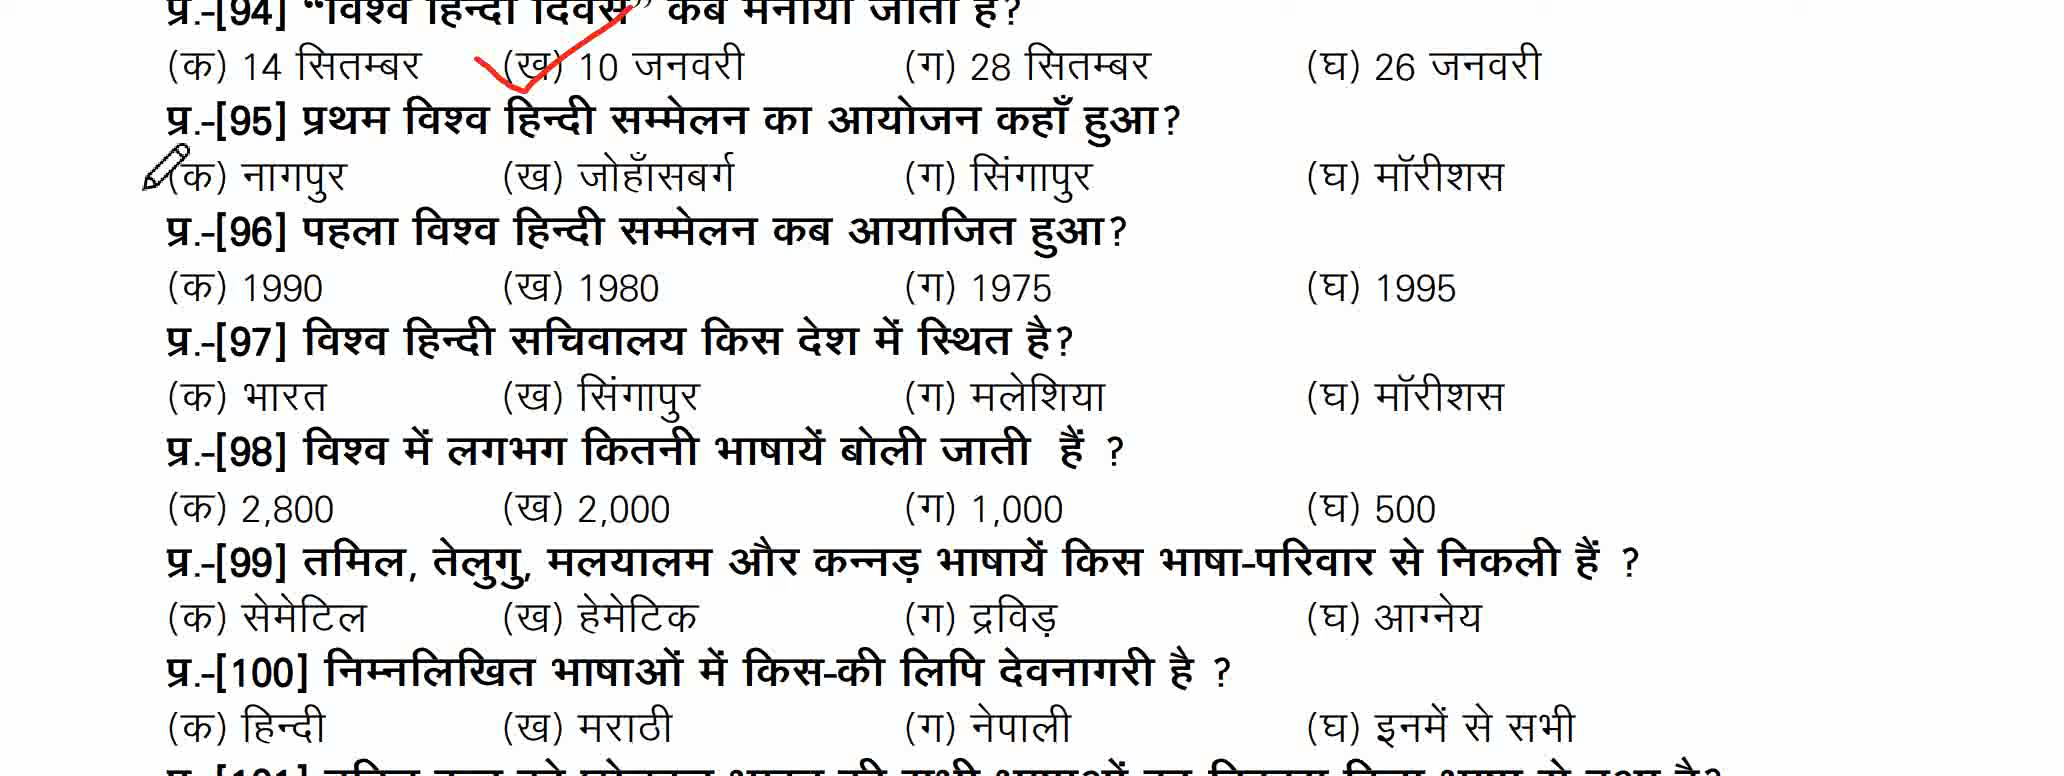 प्र.-[94] “विश्व हिन्दी दिवस” कब मनाया जाता है?
(क) 14 सितम्बर (ख) 10 जनवरी (ग) 28 सितम्बर (घ) 26 जनवरी
प्र.-[95] प्रथम विश्व हिन्दी सम्मेलन का आयोजन कहाँ हुआ?
(क) नागपुर (ख) जोहाँसबर्ग (ग) सिंगापुर (घ) मॉरीशस
प्र.-[96] पहला विश्व हिन्दी सम्मेलन कब आयाजित हुआ?
(क) 1990 (ख) 1980 (ग) 1975 (घ) 1995
प्र.-[97] विश्व हिन्दी सचिवालय किस देश में स्थित है?
(क) भारत (ख) सिंगापुर (ग) मलेशिया (घ) मॉरीशस
प्र.-[98] विश्व में लगभग कितनी भाषायें बोली जाती हैं ?
(क) 2,800 (ख) 2,000 (ग) 1,000 (घ) 500
प्र.-[99] तमिल, तेलुगु, मलयालम और कन्नड़ भाषायें किस भाषा-परिवार से निकली हैं ?
(क) सेमेटिल (ख) हेमेटिक (ग) द्रविड़ (घ) आग्नेय
प्र.-[100] निम्नलिखित भाषाओं में किस-की लिपि देवनागरी है ?
(क) हिन्दी (ख) मराठी (ग) नेपाली (घ) इनमें से सभी